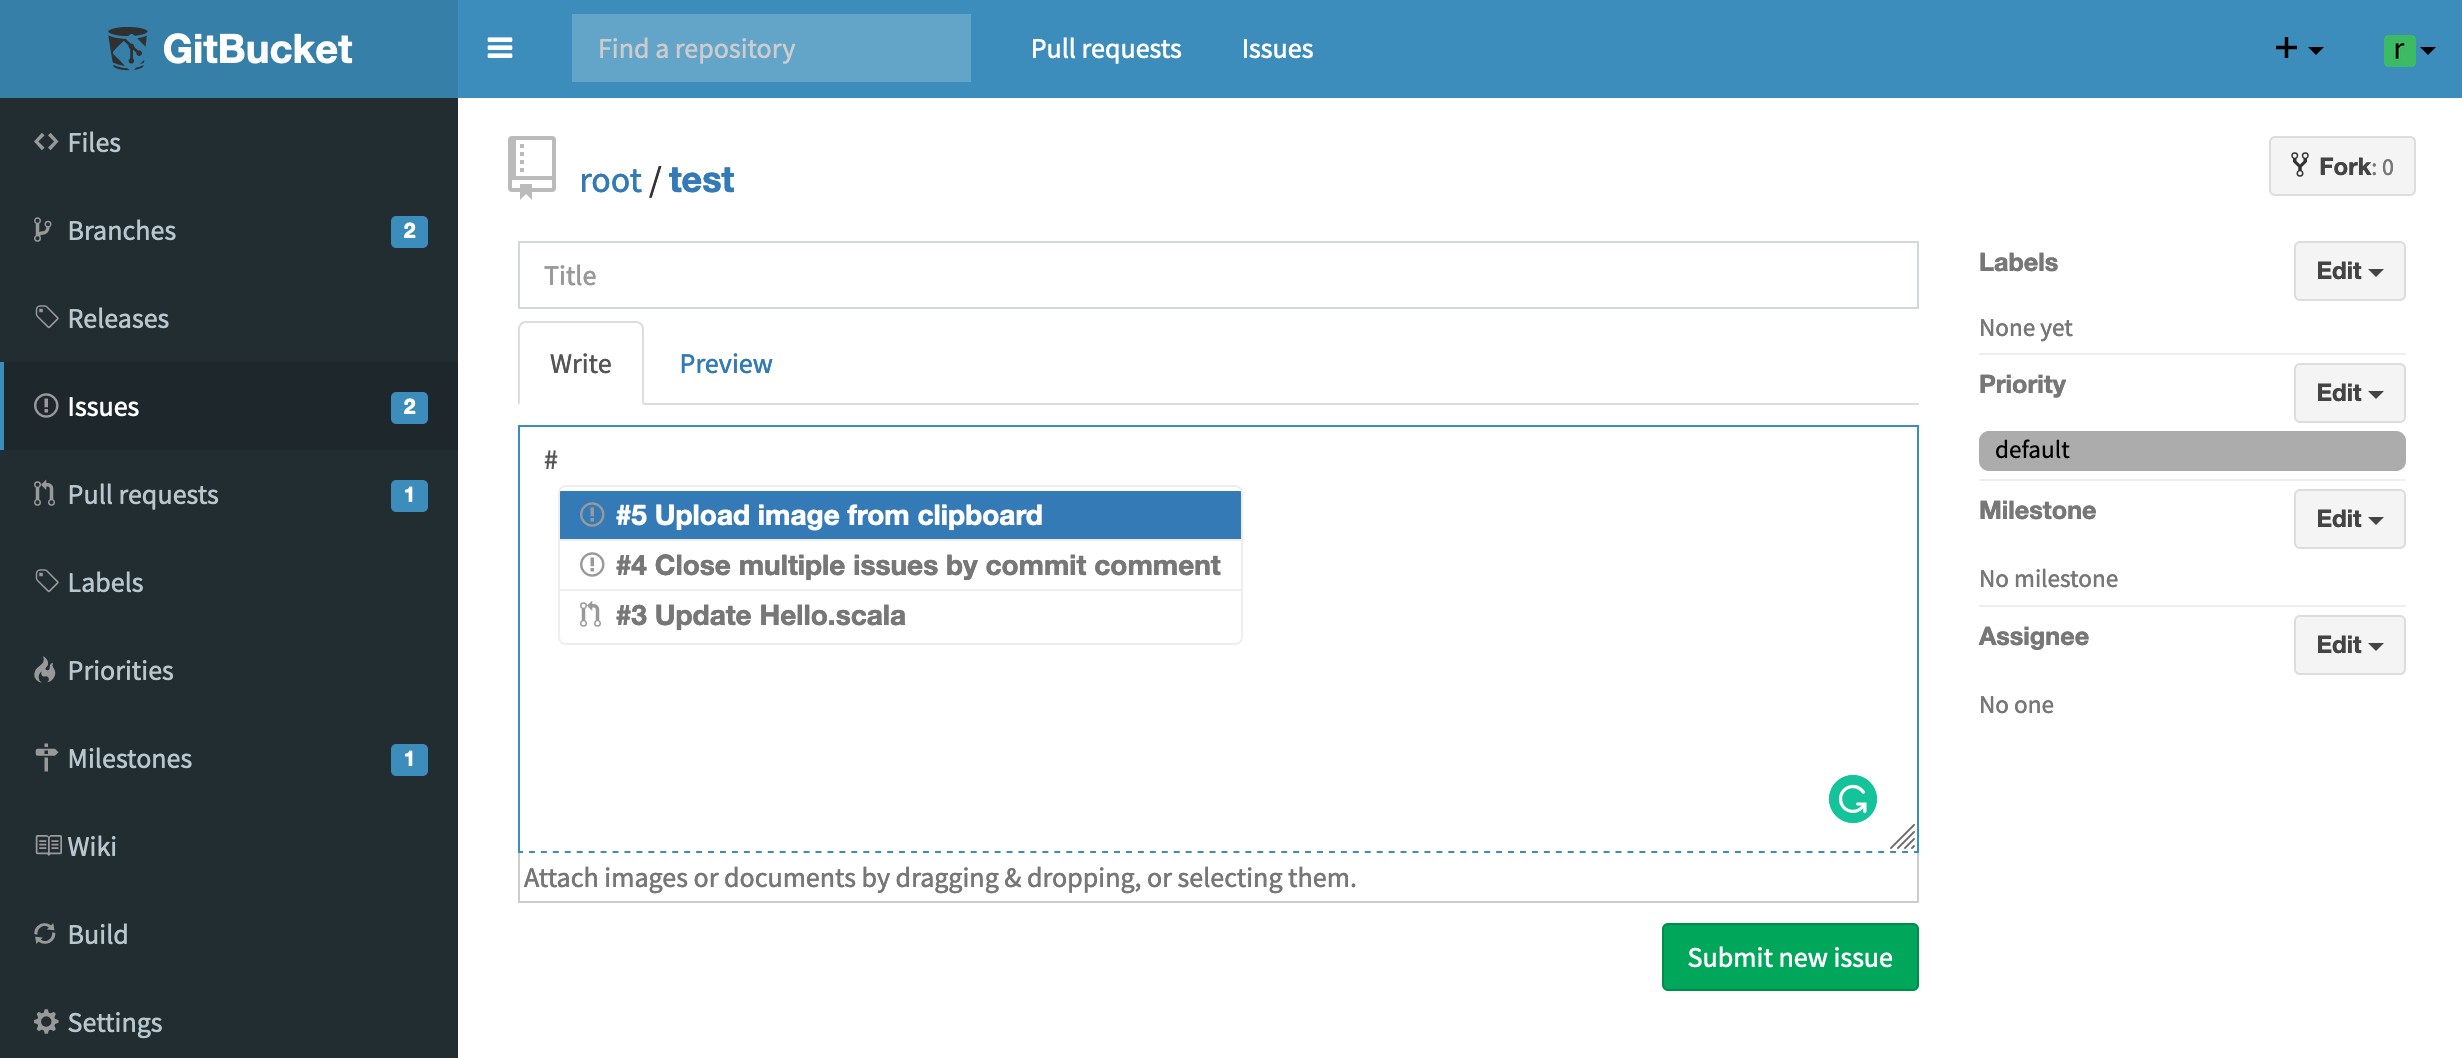 GitBucket
Find a repository
Pull requests
Issues
r
Files
Branches 2
Releases
Issues 2
Pull requests 1
Labels
Priorities
Milestones 1
Wiki
Build
Settings
root / test
Fork: 0
Title
Write
Preview
#
#5 Upload image from clipboard
#4 Close multiple issues by commit comment
#3 Update Hello.scala
Attach images or documents by dragging & dropping, or selecting them.
Submit new issue
Labels
Edit
None yet
Priority
Edit
default
Milestone
Edit
No milestone
Assignee
Edit
No one